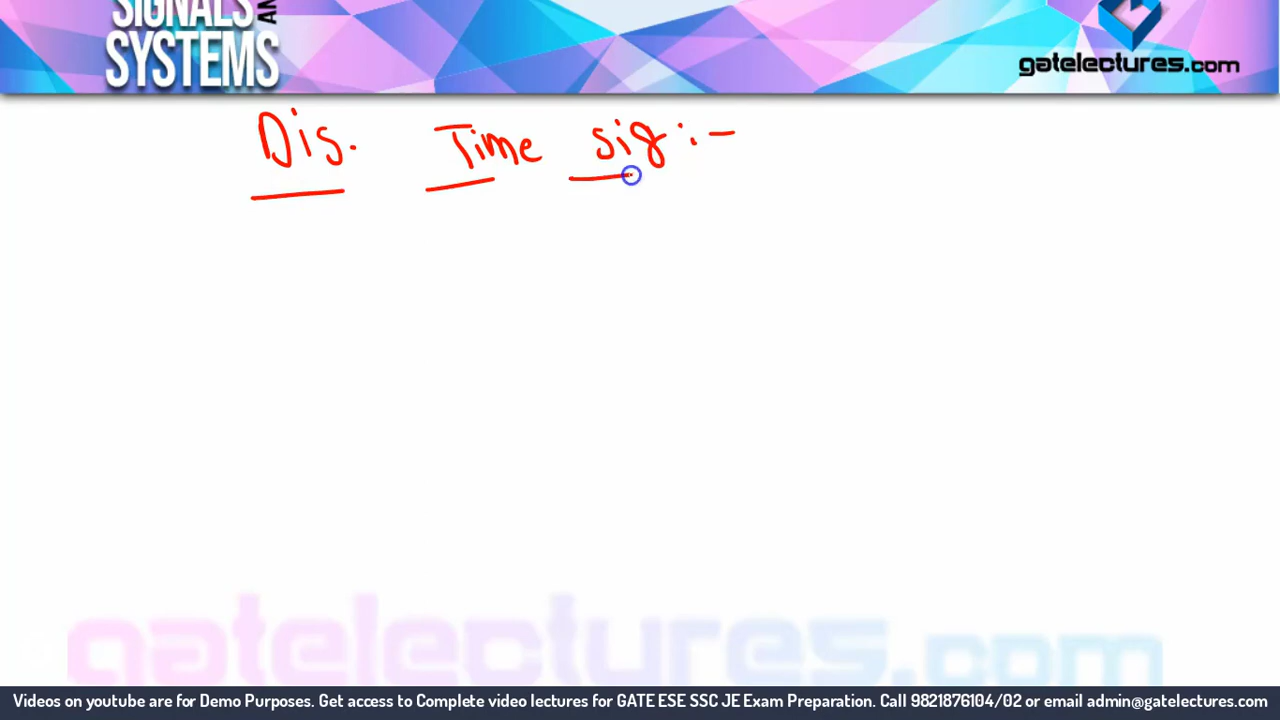 SIGNALS AND
SYSTEMS
gatelectures.com
Dis. Time sig :-
gatelectures.com
Videos on youtube are for Demo Purposes. Get access to Complete video lectures for GATE ESE SSC JE Exam Preparation. Call 9821876104/02 or email admin@gatelectures.com